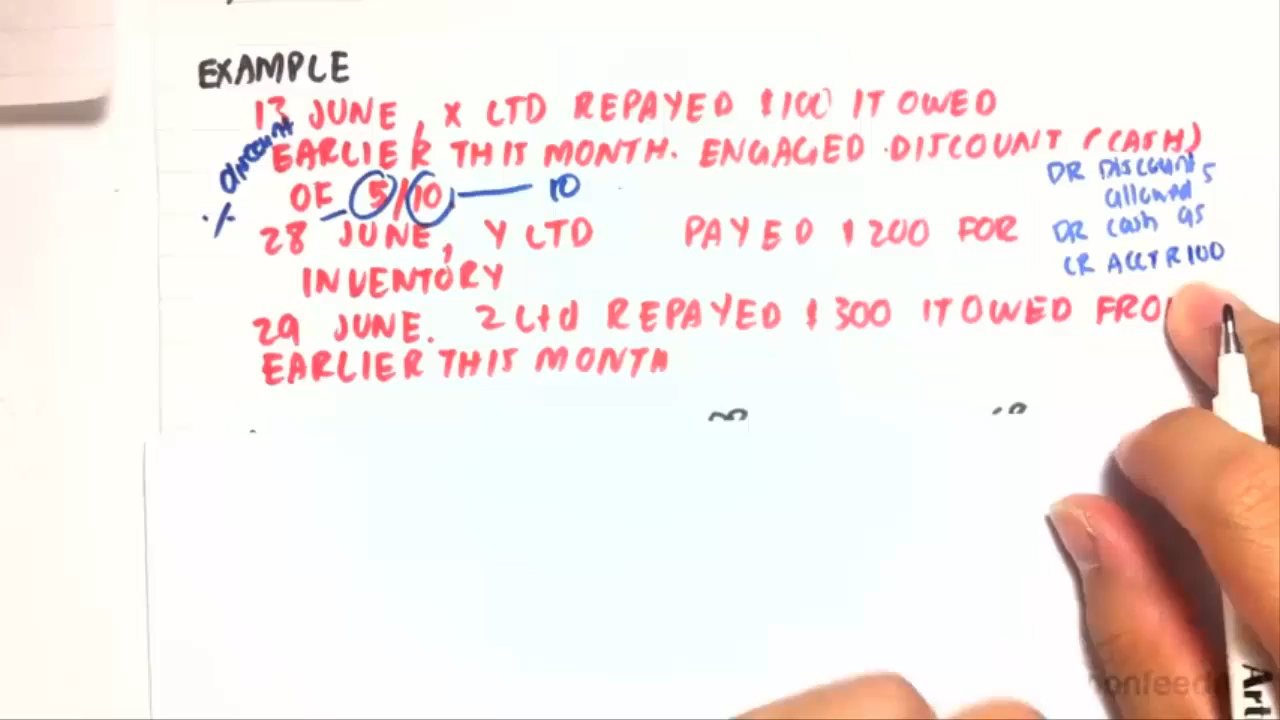 EXAMPLE
13 JUNE, X LTD REPAYED $100 IT OWED
EARLIER THIS MONTH. ENGAGED DISCOUNT (CASH)
OF 5/10 — 10
% discount
DR Discount 5
allowed
DR cash 95
CR ACCT R 100
28 JUNE, Y LTD PAYED $200 FOR
INVENTORY
29 JUNE. Z Ltd REPAYED $300 IT OWED
EARLIER THIS MONTH
Art